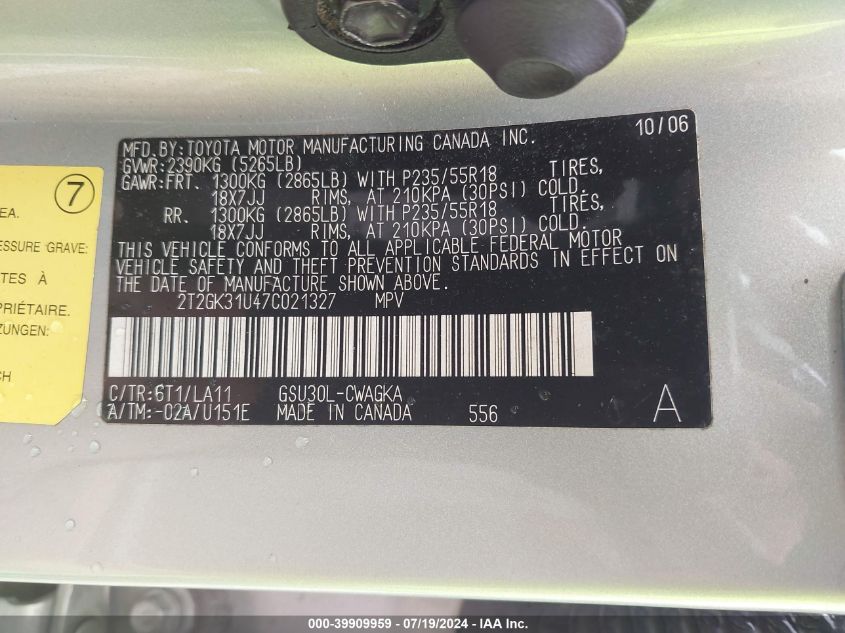 7
EA.
ESSURE GRAVE:
TES À
PRIÉTAIRE.
ZUNGEN:
CH
MFD.BY:TOYOTA MOTOR MANUFACTURING CANADA INC. 10/06
GVWR:2390KG (5265LB)
GAWR:FRT. 1300KG (2865LB) WITH P235/55R18 TIRES,
18X7JJ RIMS, AT 210KPA (30PSI) COLD.
RR. 1300KG (2865LB) WITH P235/55R18 TIRES,
18X7JJ RIMS, AT 210KPA (30PSI) COLD.
THIS VEHICLE CONFORMS TO ALL APPLICABLE FEDERAL MOTOR
VEHICLE SAFETY AND THEFT PREVENTION STANDARDS IN EFFECT ON
THE DATE OF MANUFACTURE SHOWN ABOVE.
2T2GK31U47C021327 MPV
C/TR:6T1/LA11 GSU30L-CWAGKA
A/TM:-02A/U151E MADE IN CANADA 556 A
000-39909959 - 07/19/2024 - IAA Inc.